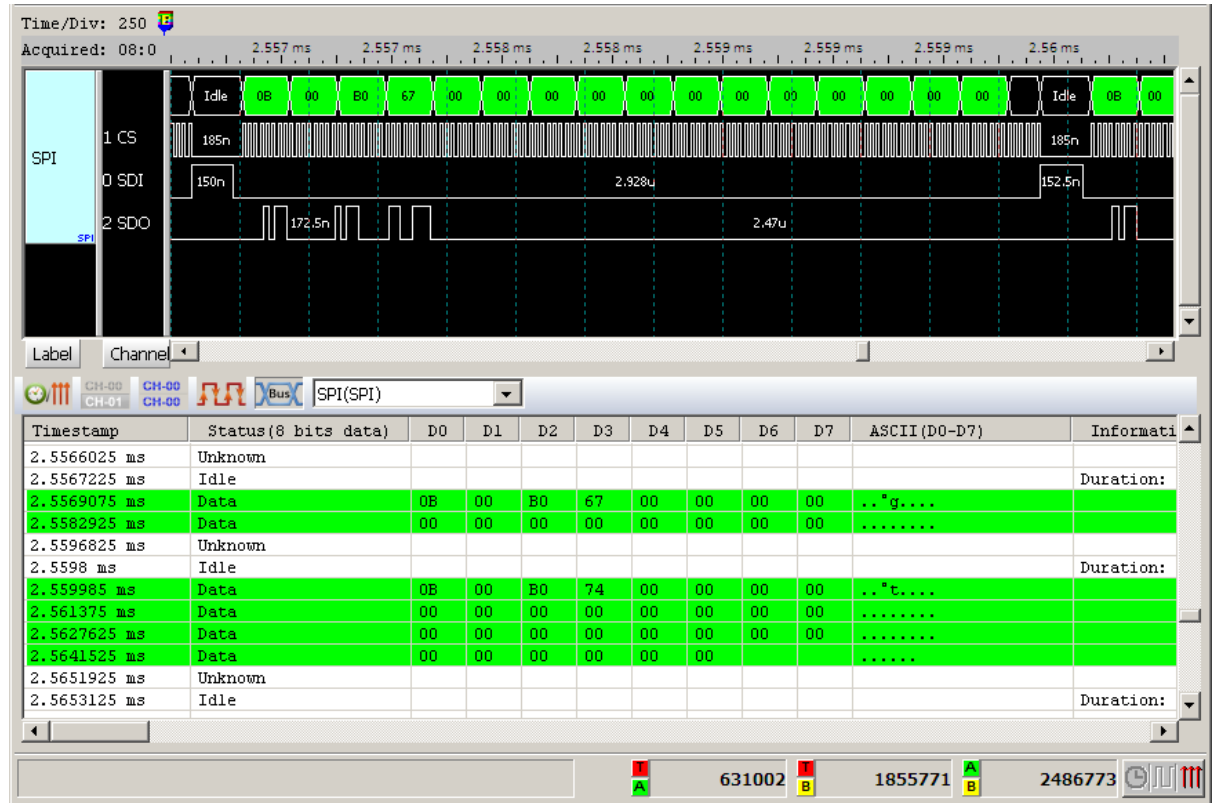 Time/Div: 250
Acquired: 08:0
2.557 ms 2.557 ms 2.558 ms 2.558 ms 2.559 ms 2.559 ms 2.559 ms 2.56 ms
Idle 0B 00 B0 67 00 00 00 00 00 00 00 00 00 00 00 00 Idle 0B 00
1 CS 185n 185n
SPI
0 SDI 150n 2.928u 152.5n
2 SDO 172.5n 2.47u
SPI
Label Channel
CH-00 CH-00
CH-01 CH-00
Bus SPI(SPI)
Timestamp Status(8 bits data) D0 D1 D2 D3 D4 D5 D6 D7 ASCII(D0-D7) Informati
2.5566025 ms Unknown
2.5567225 ms Idle Duration:
2.5569075 ms Data 0B 00 B0 67 00 00 00 00 ..°g....
2.5582925 ms Data 00 00 00 00 00 00 00 00 ........
2.5596825 ms Unknown
2.5598 ms Idle Duration:
2.559985 ms Data 0B 00 B0 74 00 00 00 00 ..°t....
2.561375 ms Data 00 00 00 00 00 00 00 00 ........
2.5627625 ms Data 00 00 00 00 00 00 00 00 ........
2.5641525 ms Data 00 00 00 00 00 00 ......
2.5651925 ms Unknown
2.5653125 ms Idle Duration:
T A 631002 T B 1855771 A B 2486773